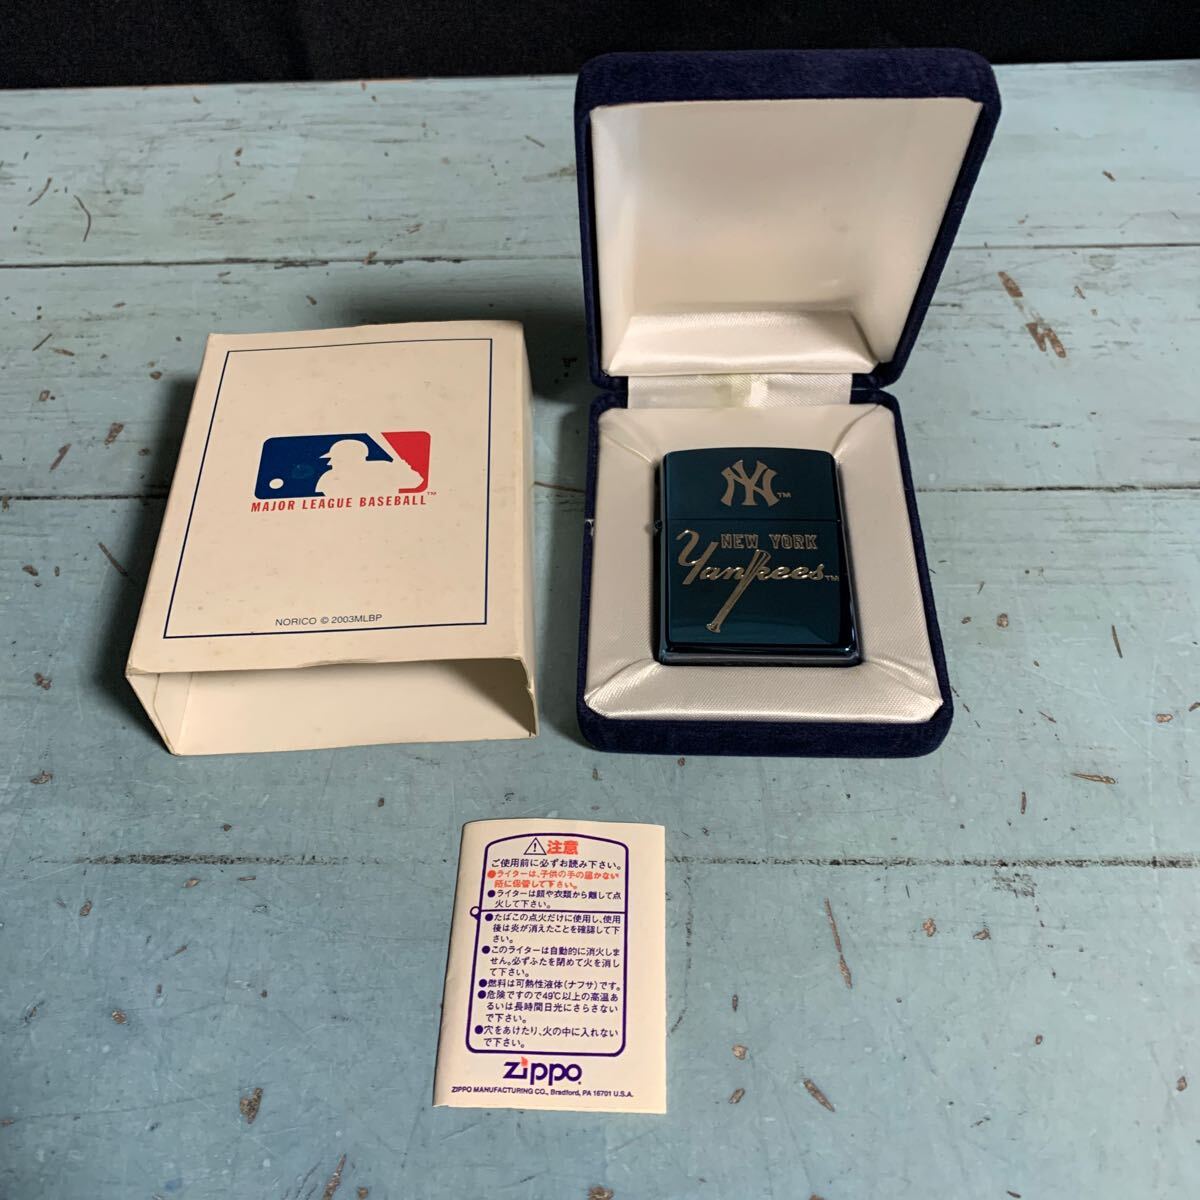 MAJOR LEAGUE BASEBALL™
NORICO © 2003MLBP
NY™
NEW YORK
Yankees™
⚠注意
ご使用前に必ずお読み下さい。
●ライターは、子供の手の届かない
所に保管して下さい。
●ライターは顔や衣類から離して点
火して下さい。
●たばこの点火だけに使用し、使用
後は炎が消えたことを確認して下
さい。
●このライターは自動的に消火しま
せん。必ずふたを閉めて火を消し
て下さい。
●燃料は可熱性液体(ナフサ)です。
●危険ですので49℃以上の高温あ
るいは長時間日光にさらさない
で下さい。
●穴をあけたり、火の中に入れない
で下さい。
zippo
ZIPPO MANUFACTURING CO., Bradford, PA 16701 U.S.A.